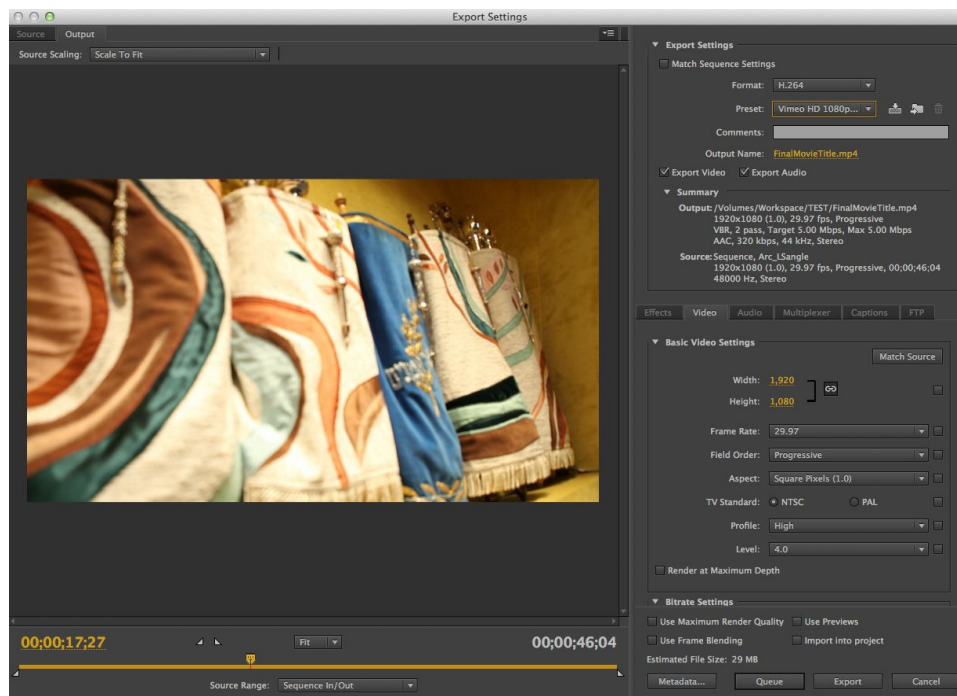 Export Settings
Source Output
Source Scaling: Scale To Fit
00;00;17;27
Fit
00;00;46;04
Source Range: Sequence In/Out
Export Settings
Match Sequence Settings
Format: H.264
Preset: Vimeo HD 1080p...
Comments:
Output Name: FinalMovieTitle.mp4
Export Video Export Audio
Summary
Output: /Volumes/Workspace/TEST/FinalMovieTitle.mp4
1920x1080 (1.0), 29.97 fps, Progressive
VBR, 2 pass, Target 5.00 Mbps, Max 5.00 Mbps
AAC, 320 kbps, 44 kHz, Stereo
Source: Sequence, Arc_LSangle
1920x1080 (1.0), 29.97 fps, Progressive, 00;00;46;04
48000 Hz, Stereo
Effects Video Audio Multiplexer Captions FTP
Basic Video Settings
Match Source
Width: 1,920
Height: 1,080
Frame Rate: 29.97
Field Order: Progressive
Aspect: Square Pixels (1.0)
TV Standard: NTSC PAL
Profile: High
Level: 4.0
Render at Maximum Depth
Bitrate Settings
Use Maximum Render Quality Use Previews
Use Frame Blending Import into project
Estimated File Size: 29 MB
Metadata... Queue Export Cancel